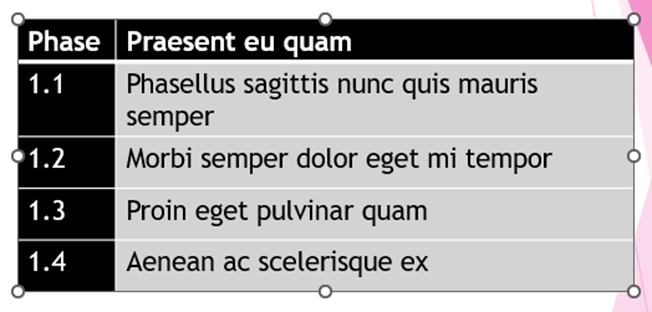 Phase Praesent eu quam
1.1 Phasellus sagittis nunc quis mauris
semper
1.2 Morbi semper dolor eget mi tempor
1.3 Proin eget pulvinar quam
1.4 Aenean ac scelerisque ex